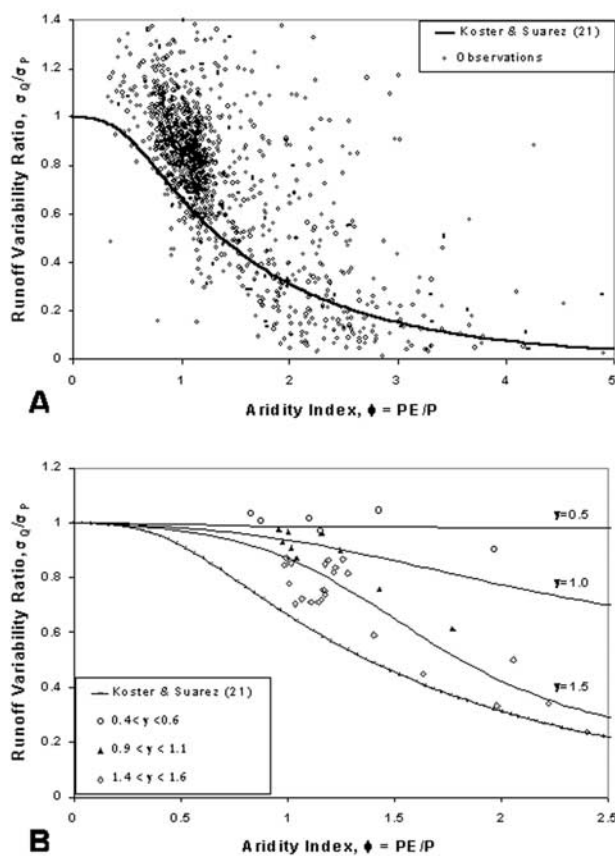 1.4
1.2
1
0.8
0.6
0.4
0.2
0
Runoff Variability Ratio, σQ/σP
Koster & Suarez (21)
Observations
0 1 2 3 4 5
Aridity Index, ϕ = PE/P
A
1.4
1.2
1
0.8
0.6
0.4
0.2
0
Runoff Variability Ratio, σQ/σP
γ=0.5
γ=1.0
γ=1.5
Koster & Suarez (21)
0.4< γ <0.6
0.9 < γ < 1.1
1.4 < γ < 1.6
0 0.5 1 1.5 2 2.5
Aridity Index, ϕ = PE/P
B